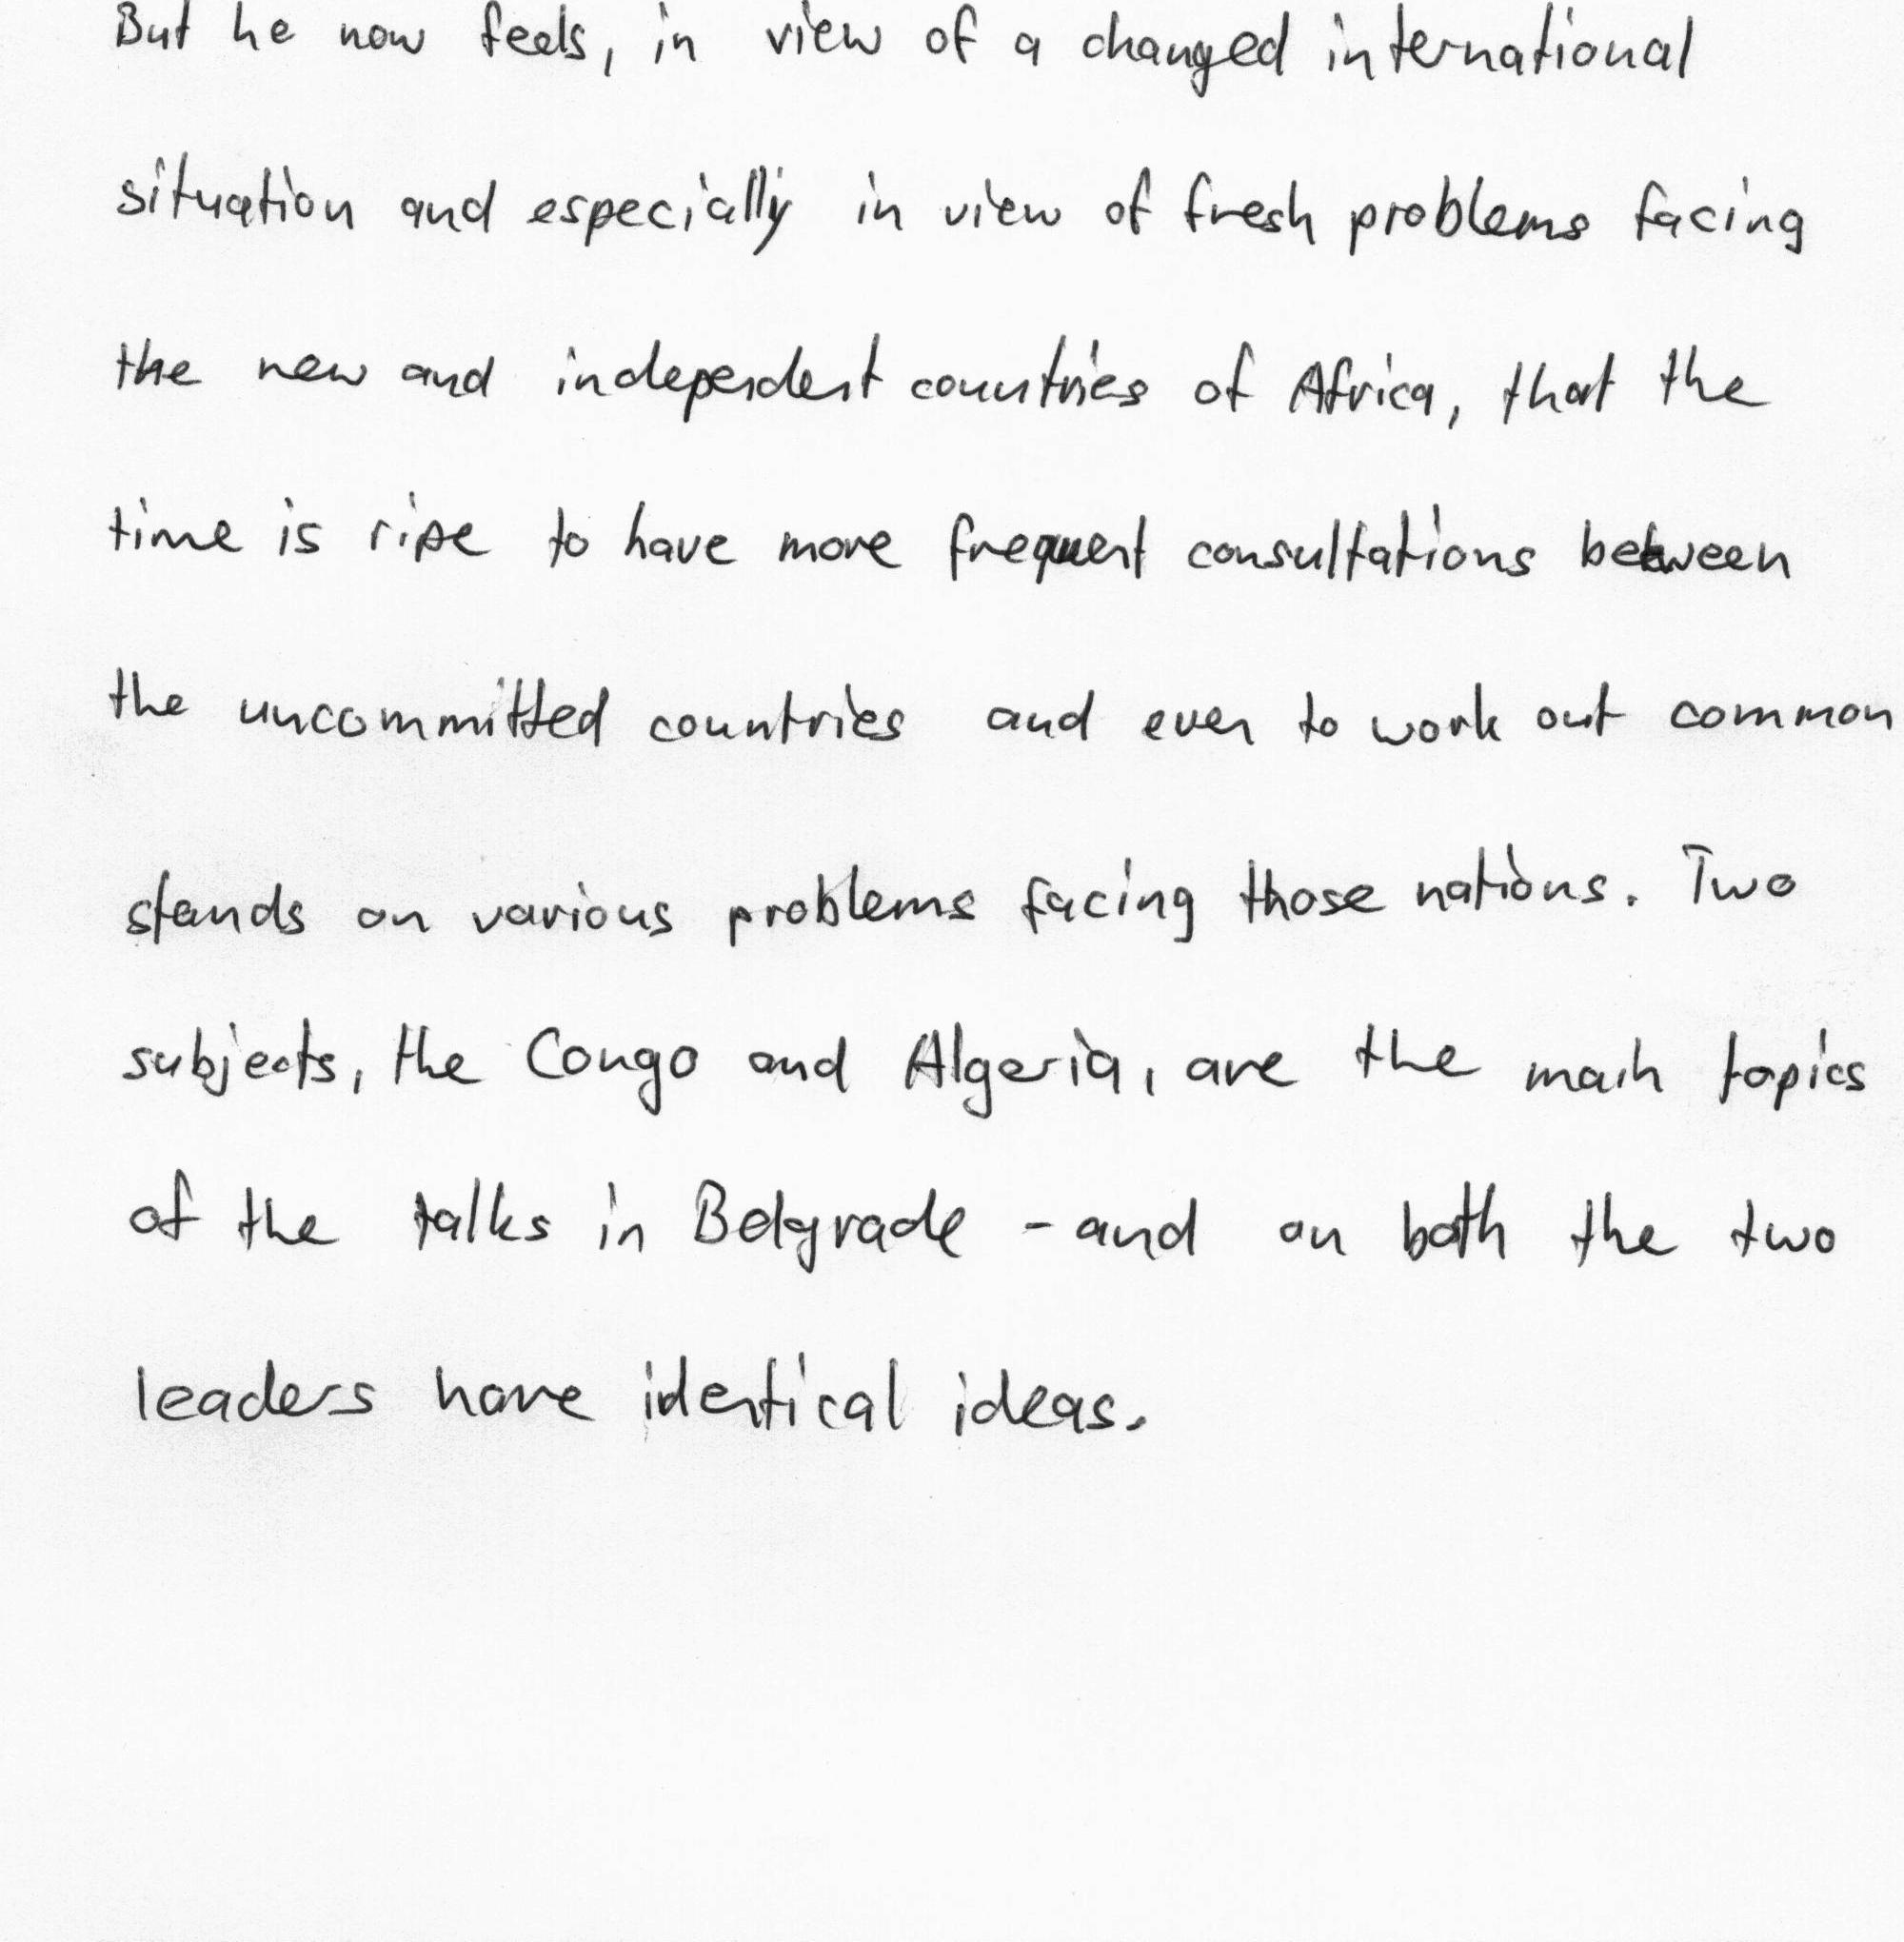 But he now feels, in view of a changed international
situation and especially in view of fresh problems facing
the new and independent countries of Africa, that the
time is ripe to have more frequent consultations between
the uncommitted countries and even to work out common
stands on various problems facing those nations. Two
subjects, the Congo and Algeria, are the main topics
of the talks in Belgrade - and on both the two
leaders have identical ideas.